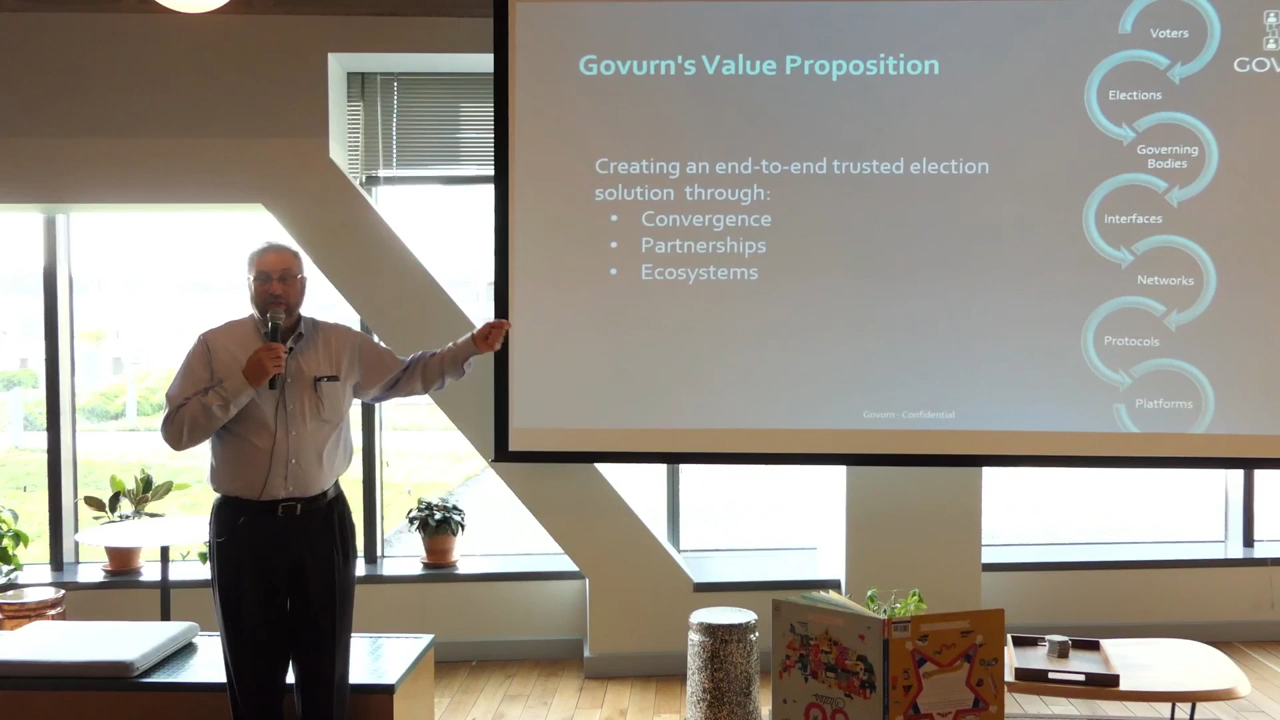 Govurn's Value Proposition
Creating an end-to-end trusted election
solution through:
• Convergence
• Partnerships
• Ecosystems
Voters
Elections
Governing
Bodies
Interfaces
Networks
Protocols
Platforms
GOV
Govurn - Confidential